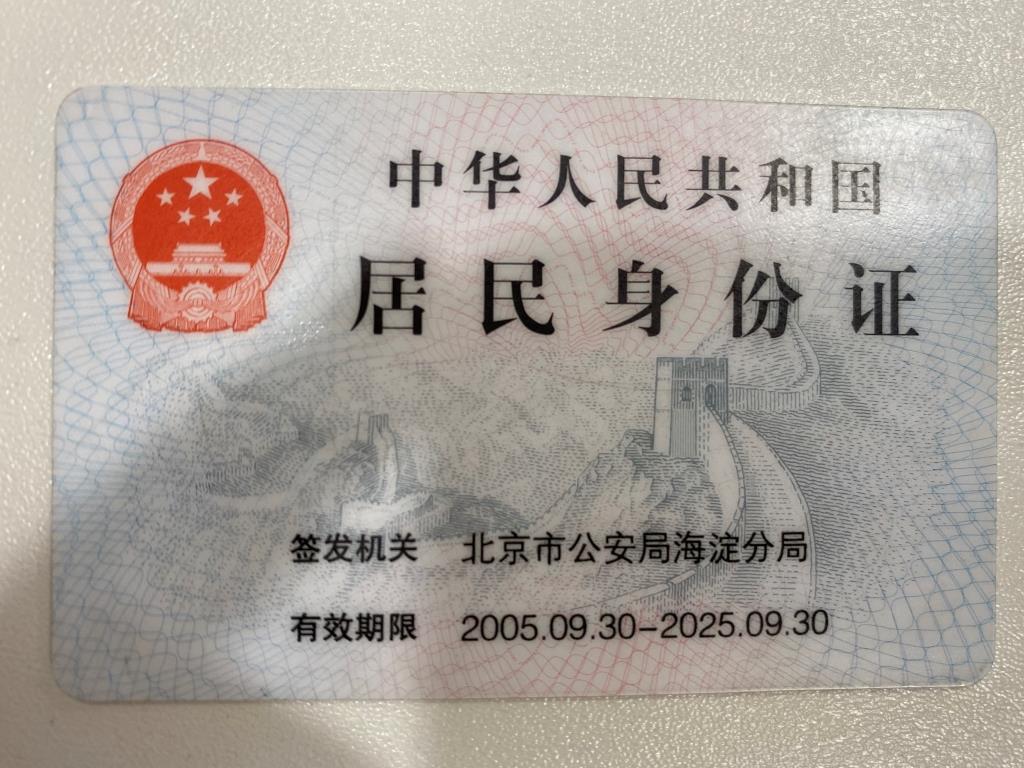 中华人民共和国
居民身份证
签发机关 北京市公安局海淀分局
有效期限 2005.09.30-2025.09.30